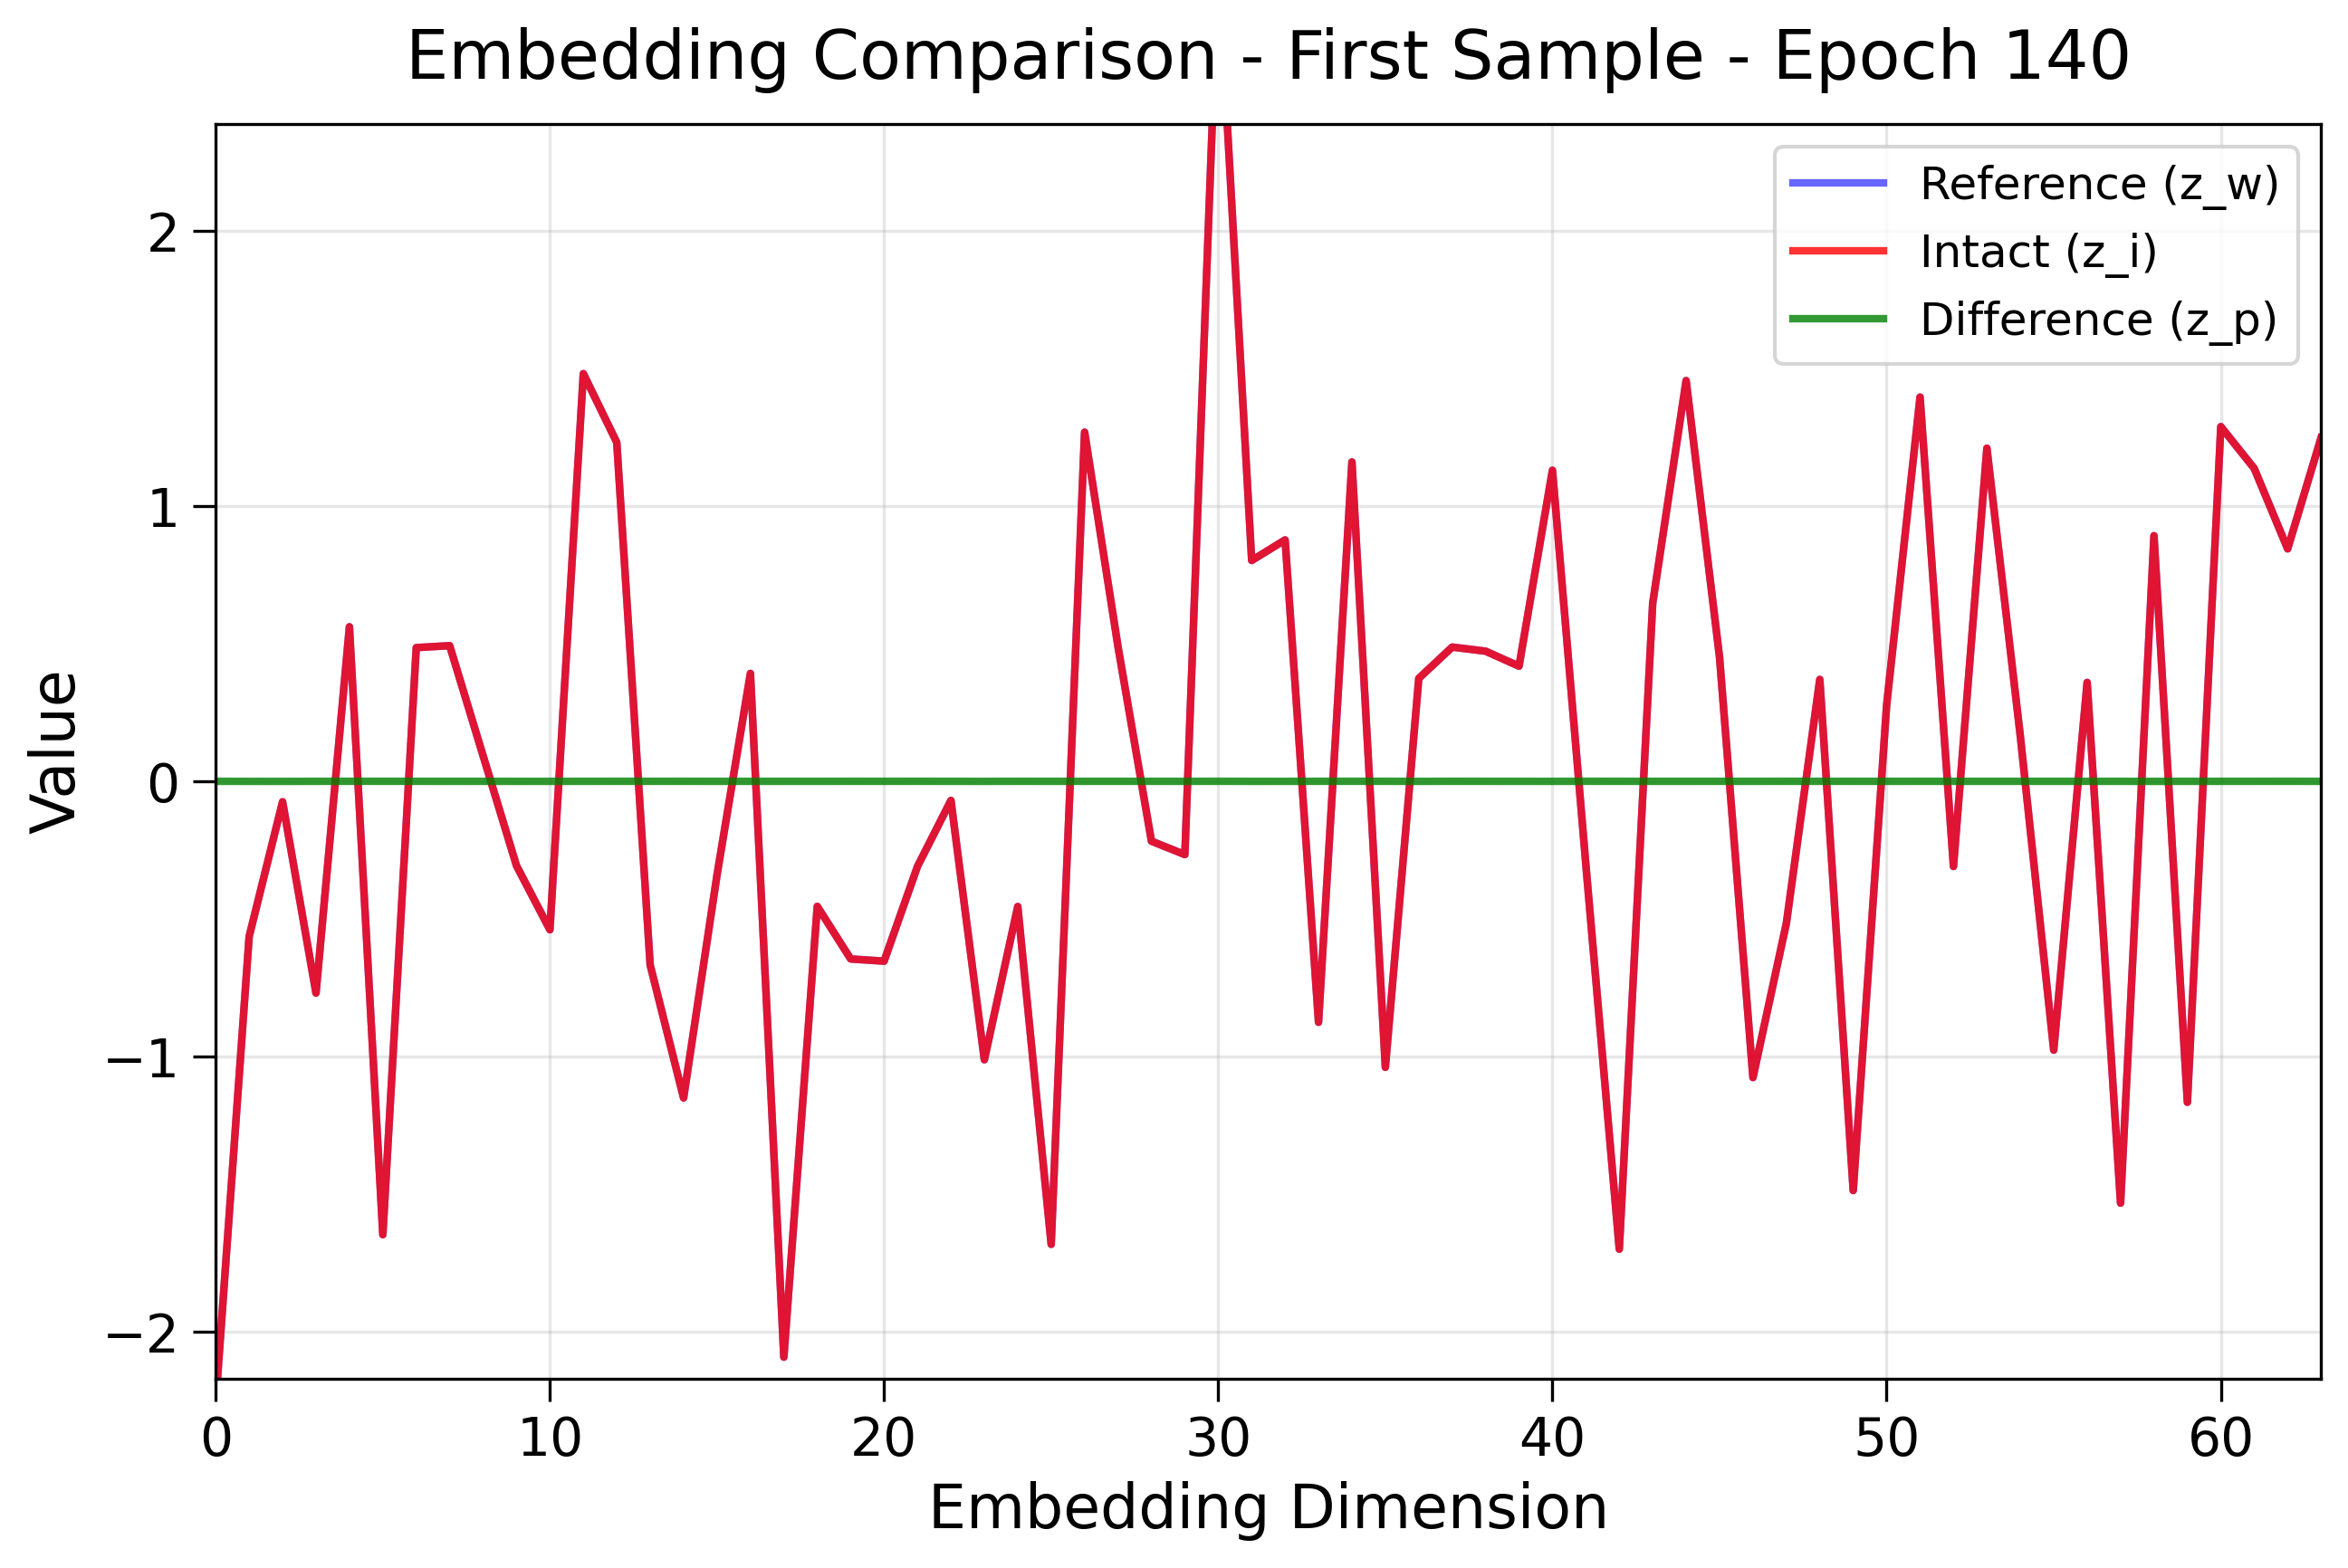 Embedding Comparison - First Sample - Epoch 140
Reference (z_w)
Intact (z_i)
Difference (z_p)
Value
2
1
0
−1
−2
0 10 20 30 40 50 60
Embedding Dimension